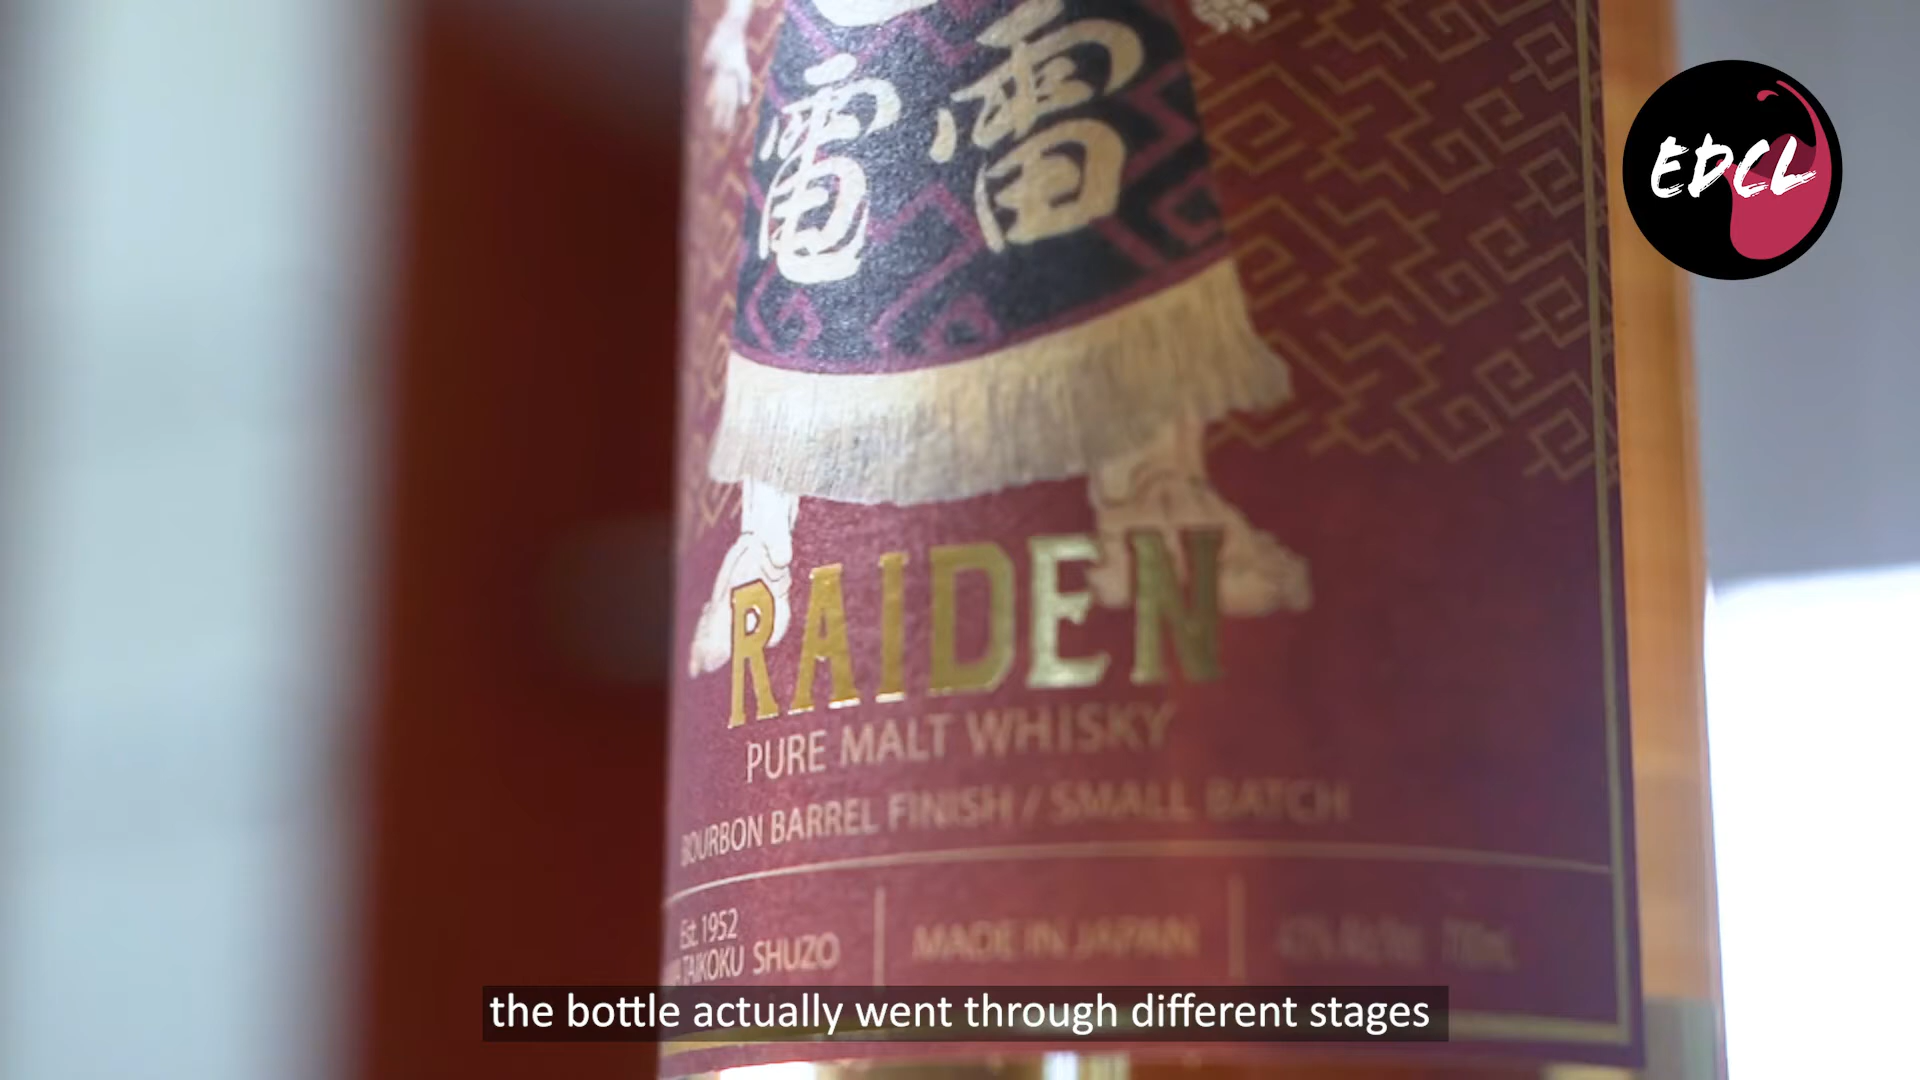 雷電
EDCL
RAIDEN
PURE MALT WHISKY
BOURBON BARREL FINISH / SMALL BATCH
Est. 1952
TAIKOKU SHUZO
MADE IN JAPAN
the bottle actually went through different stages